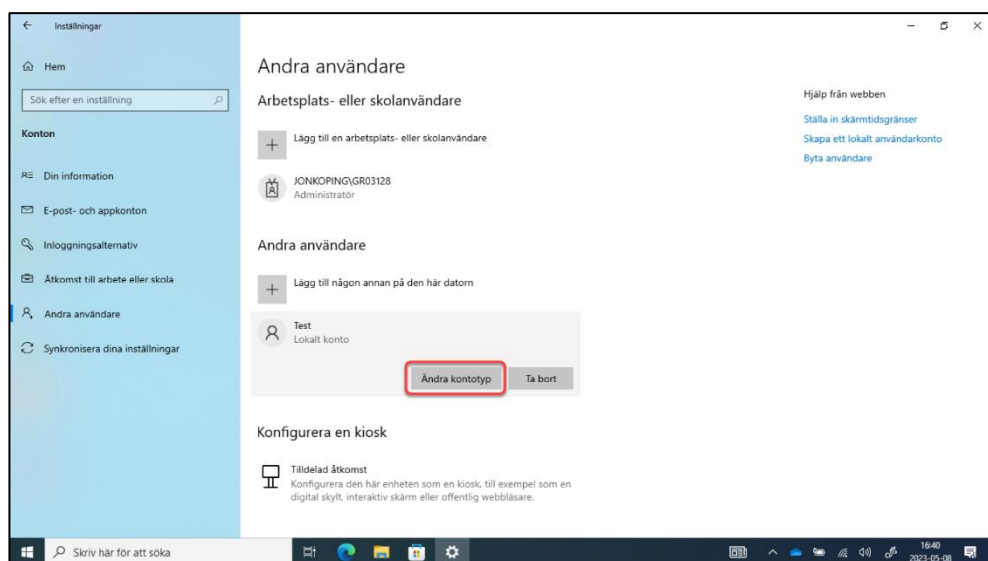 Inställningar
Hem
Sök efter en inställning
Konton
Din information
E-post- och appkonton
Inloggningsalternativ
Åtkomst till arbete eller skola
Andra användare
Synkronisera dina inställningar
Andra användare
Arbetsplats- eller skolanvändare
Lägg till en arbetsplats- eller skolanvändare
JONKOPING\GR03128
Administratör
Andra användare
Lägg till någon annan på den här datorn
Test
Lokalt konto
Ändra kontotyp
Ta bort
Konfigurera en kiosk
Tilldelad åtkomst
Konfigurera den här enheten som en kiosk, till exempel som en
digital skylt, interaktiv skärm eller offentlig webbläsare.
Hjälp från webben
Ställa in skärmtidsgränser
Skapa ett lokalt användarkonto
Byta användare
Skriv här för att söka
16:40
2023-05-08